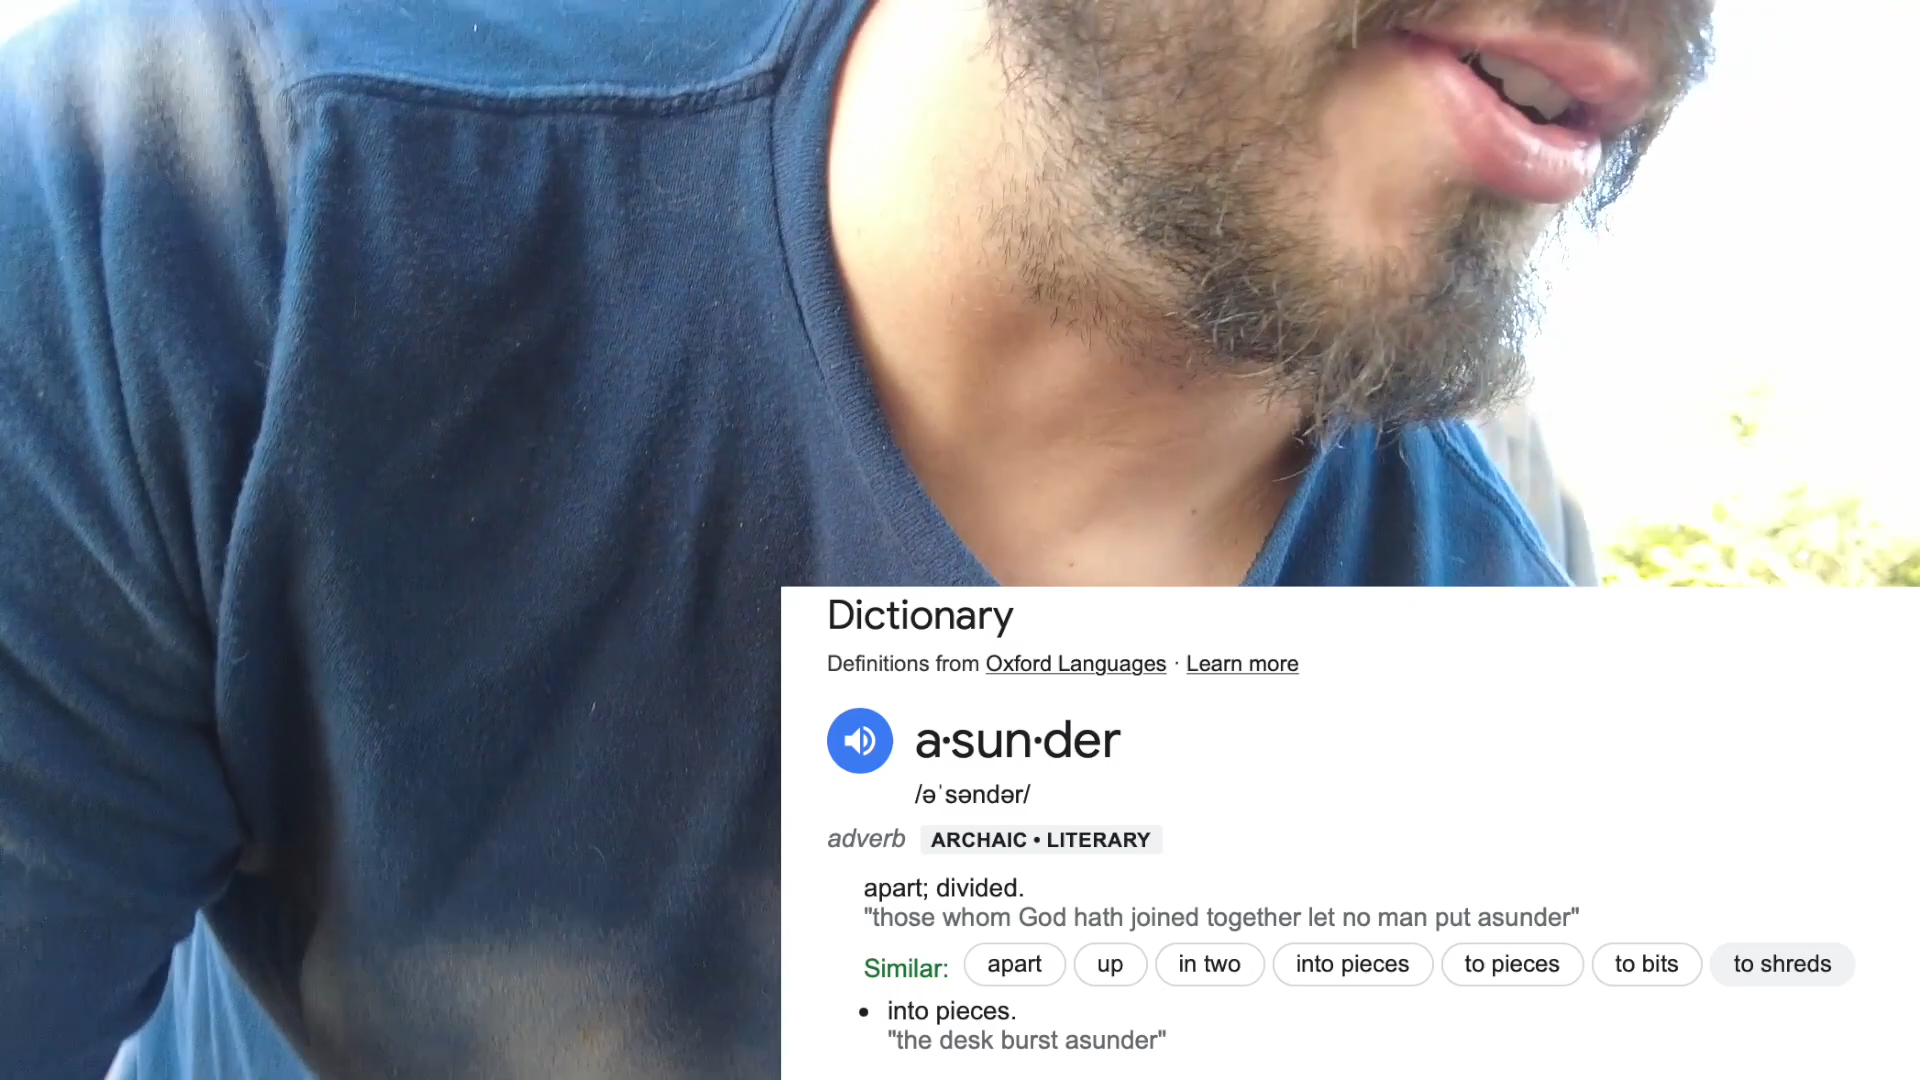 Dictionary
Definitions from Oxford Languages · Learn more
a·sun·der
/əˈsəndər/
adverb ARCHAIC • LITERARY
apart; divided.
"those whom God hath joined together let no man put asunder"
Similar: apart up in two into pieces to pieces to bits to shreds
• into pieces.
"the desk burst asunder"